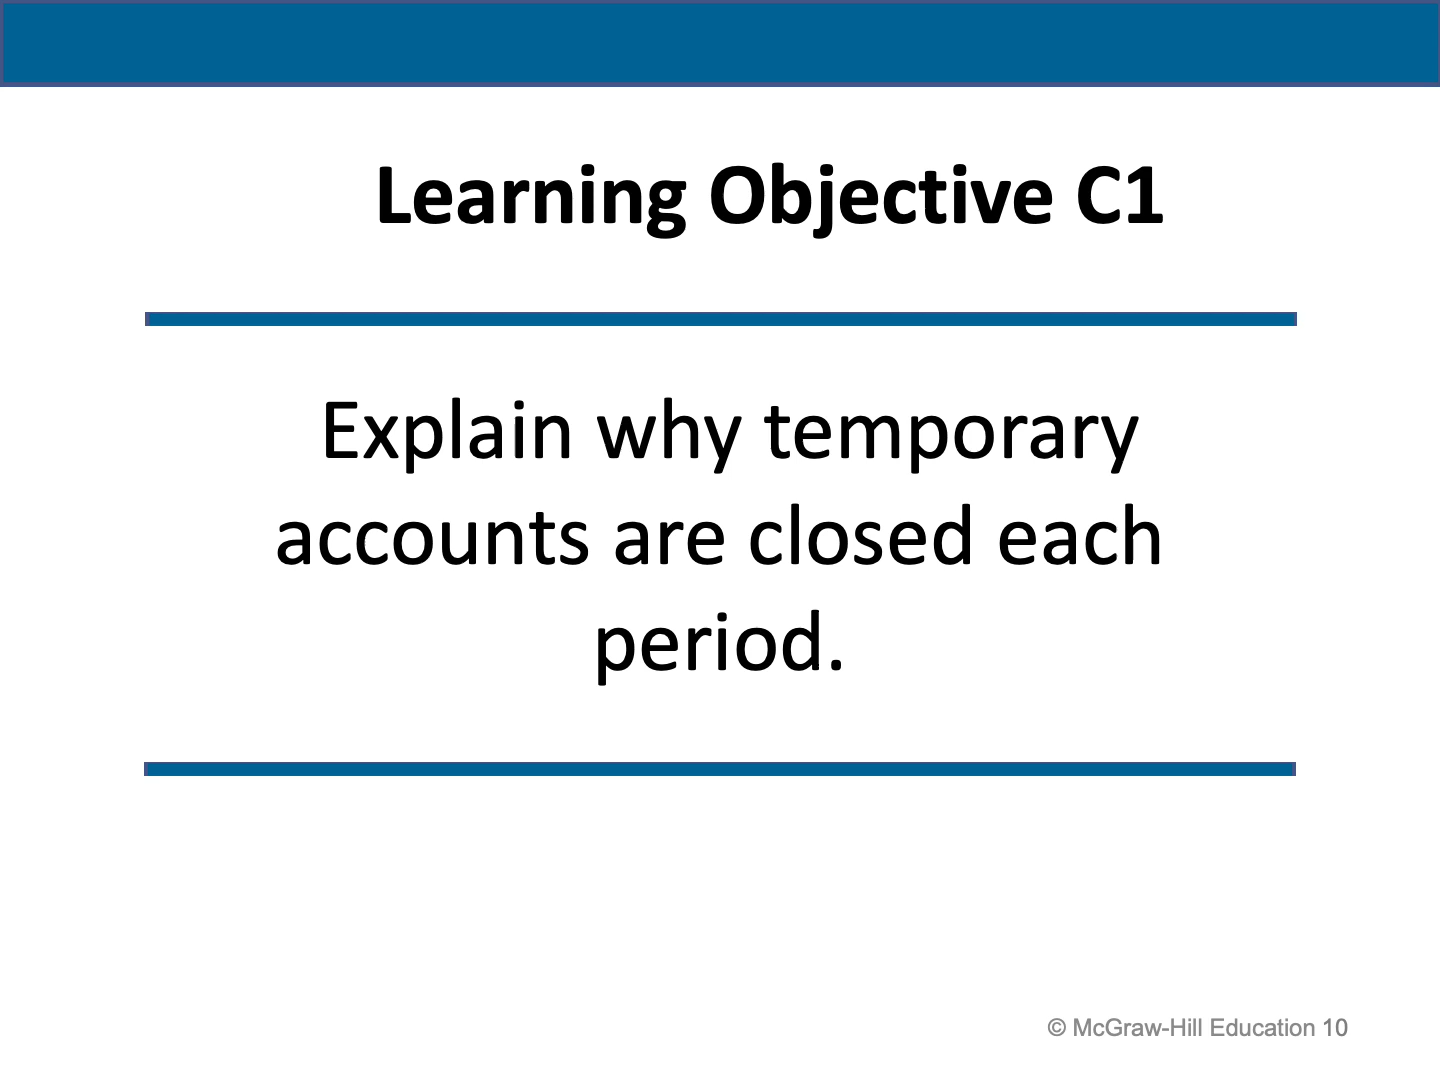 Learning Objective C1
Explain why temporary
accounts are closed each
period.
© McGraw-Hill Education 10